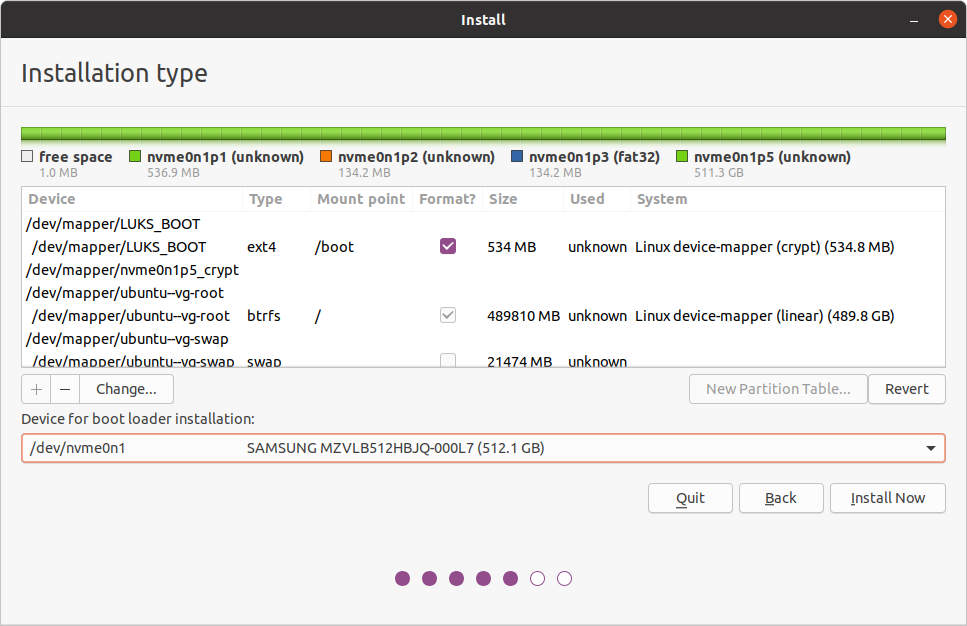 Install
Installation type
free space nvme0n1p1 (unknown) nvme0n1p2 (unknown) nvme0n1p3 (fat32) nvme0n1p5 (unknown)
1.0 MB 536.9 MB 134.2 MB 134.2 MB 511.3 GB
Device Type Mount point Format? Size Used System
/dev/mapper/LUKS_BOOT
/dev/mapper/LUKS_BOOT ext4 /boot 534 MB unknown Linux device-mapper (crypt) (534.8 MB)
/dev/mapper/nvme0n1p5_crypt
/dev/mapper/ubuntu--vg-root
/dev/mapper/ubuntu--vg-root btrfs / 489810 MB unknown Linux device-mapper (linear) (489.8 GB)
/dev/mapper/ubuntu--vg-swap
/dev/mapper/ubuntu--vg-swap swap 21474 MB unknown
+ − Change... New Partition Table... Revert
Device for boot loader installation:
/dev/nvme0n1 SAMSUNG MZVLB512HBJQ-000L7 (512.1 GB)
Quit Back Install Now